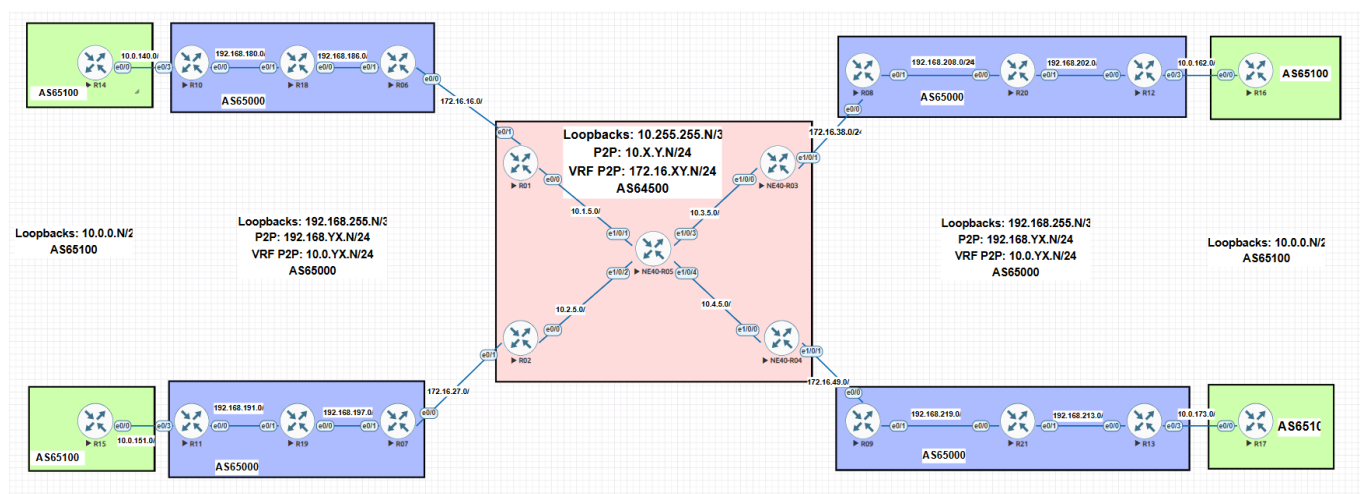 10.0.140.0/
192.168.180.0/
192.168.186.0/
e0/0
e0/3
e0/0
e0/1
e0/0
e0/1
e0/0
R14
R10
R18
R06
AS65100
AS65000
172.16.16.0/
192.168.208.0/24
192.168.202.0/
10.0.162.0/
e0/1
e0/0
e0/1
e0/0
e0/3
e0/0
R08
R20
R12
R16
AS65100
AS65000
e0/0
172.16.38.0/24
Loopbacks: 10.255.255.N/3
P2P: 10.X.Y.N/24
VRF P2P: 172.16.XY.N/24
AS64500
e0/1
R01
e0/0
e1/0/1
NE40-R03
e1/0/0
10.1.5.0/
10.3.5.0/
e1/0/1
e1/0/3
NE40-R05
e1/0/2
e1/0/4
10.2.5.0/
10.4.5.0/
e0/0
e1/0/0
e0/1
R02
NE40-R04
e1/0/1
Loopbacks: 10.0.0.N/2
AS65100
Loopbacks: 192.168.255.N/3
P2P: 192.168.YX.N/24
VRF P2P: 10.0.YX.N/24
AS65000
Loopbacks: 192.168.255.N/3
P2P: 192.168.YX.N/24
VRF P2P: 10.0.YX.N/24
AS65000
Loopbacks: 10.0.0.N/2
AS65100
172.16.27.0/
172.16.49.0/
192.168.191.0/
192.168.197.0/
e0/0
e0/3
e0/0
e0/1
e0/0
e0/1
e0/0
R15
10.0.151.0/
R11
R19
R07
AS65100
AS65000
e0/0
192.168.219.0/
192.168.213.0/
10.0.173.0/
e0/1
e0/0
e0/1
e0/0
e0/3
e0/0
R09
R21
R13
R17
AS6510
AS65000